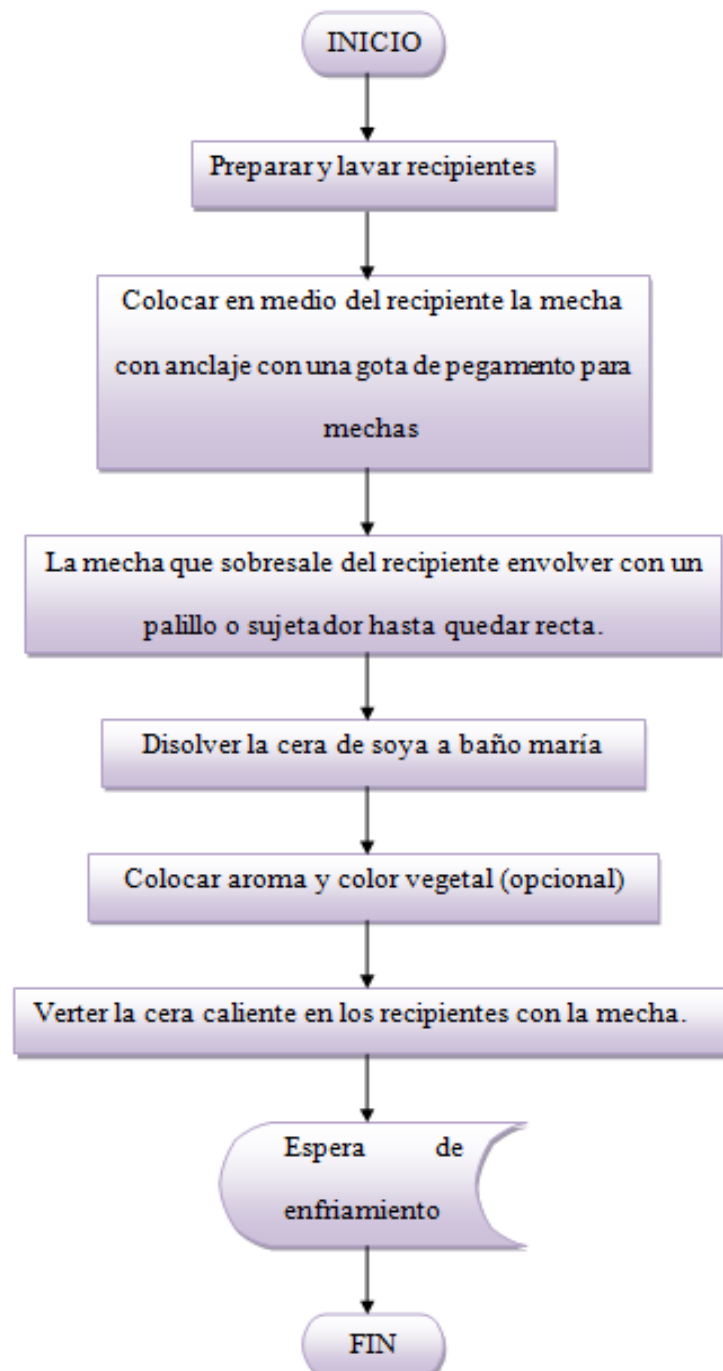 INICIO
Preparar y lavar recipientes
Colocar en medio del recipiente la mecha
con anclaje con una gota de pegamento para
mechas
La mecha que sobresale del recipiente envolver con un
palillo o sujetador hasta quedar recta.
Disolver la cera de soya a baño maría
Colocar aroma y color vegetal (opcional)
Verter la cera caliente en los recipientes con la mecha.
Espera de
enfriamiento
FIN